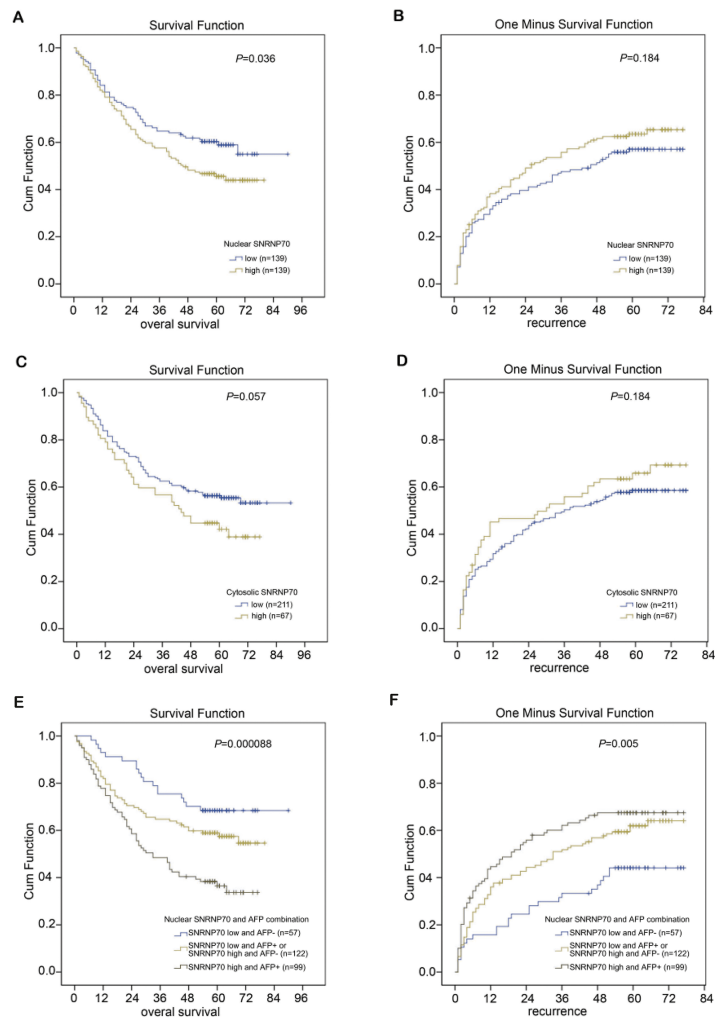 A
Survival Function
P=0.036
1.0
0.8
0.6
04
0.2
0.0
Cum Function
Nuclear SNRNP70
low (n=139)
high (n=139)
0 12 24 36 48 60 72 84 96
overal survival
B
One Minus Survival Function
P=0.184
1.0
0.8
0.6
04
0.2
0.0
Cum Function
Nuclear SNRNP70
low (n=139)
high (n=139)
0 12 24 36 48 60 72 84
recurrence
C
Survival Function
P=0.057
1.0
0.8
0.6
04
0.2
0.0
Cum Function
Cytosolic SNRNP70
low (n=211)
high (n=67)
0 12 24 36 48 60 72 84 96
overal survival
D
One Minus Survival Function
P=0.184
1.0
0.8
0.6
04
0.2
0.0
Cum Function
Cytosolic SNRNP70
low (n=211)
high (n=67)
0 12 24 36 48 60 72 84
recurrence
E
Survival Function
P=0.000088
1.0
0.8
0.6
04
0.2
0.0
Cum Function
Nuclear SNRNP70 and AFP combination
SNRNP70 low and AFP- (n=57)
SNRNP70 low and AFP+ or
SNRNP70 high and AFP- (n=122)
SNRNP70 high and AFP+ (n=99)
0 12 24 36 48 60 72 84 96
overal survival
F
One Minus Survival Function
P=0.005
1.0
0.8
0.6
0.4
0.2
0.0
Cum Function
Nuclear SNRNP70 and AFP combination
SNRNP70 low and AFP- (n=57)
SNRNP70 low and AFP+ or
SNRNP70 high and AFP- (n=122)
SNRNP70 high and AFP+ (n=99)
0 12 24 36 48 60 72 84
recurrence